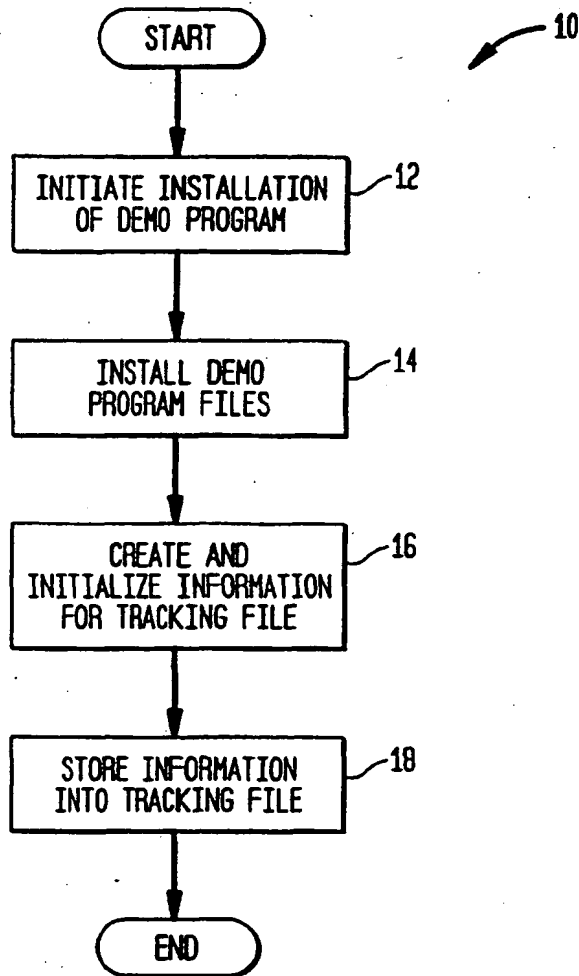 START
10
INITIATE INSTALLATION
OF DEMO PROGRAM
12
INSTALL DEMO
PROGRAM FILES
14
CREATE AND
INITIALIZE INFORMATION
FOR TRACKING FILE
16
STORE INFORMATION
INTO TRACKING FILE
18
END